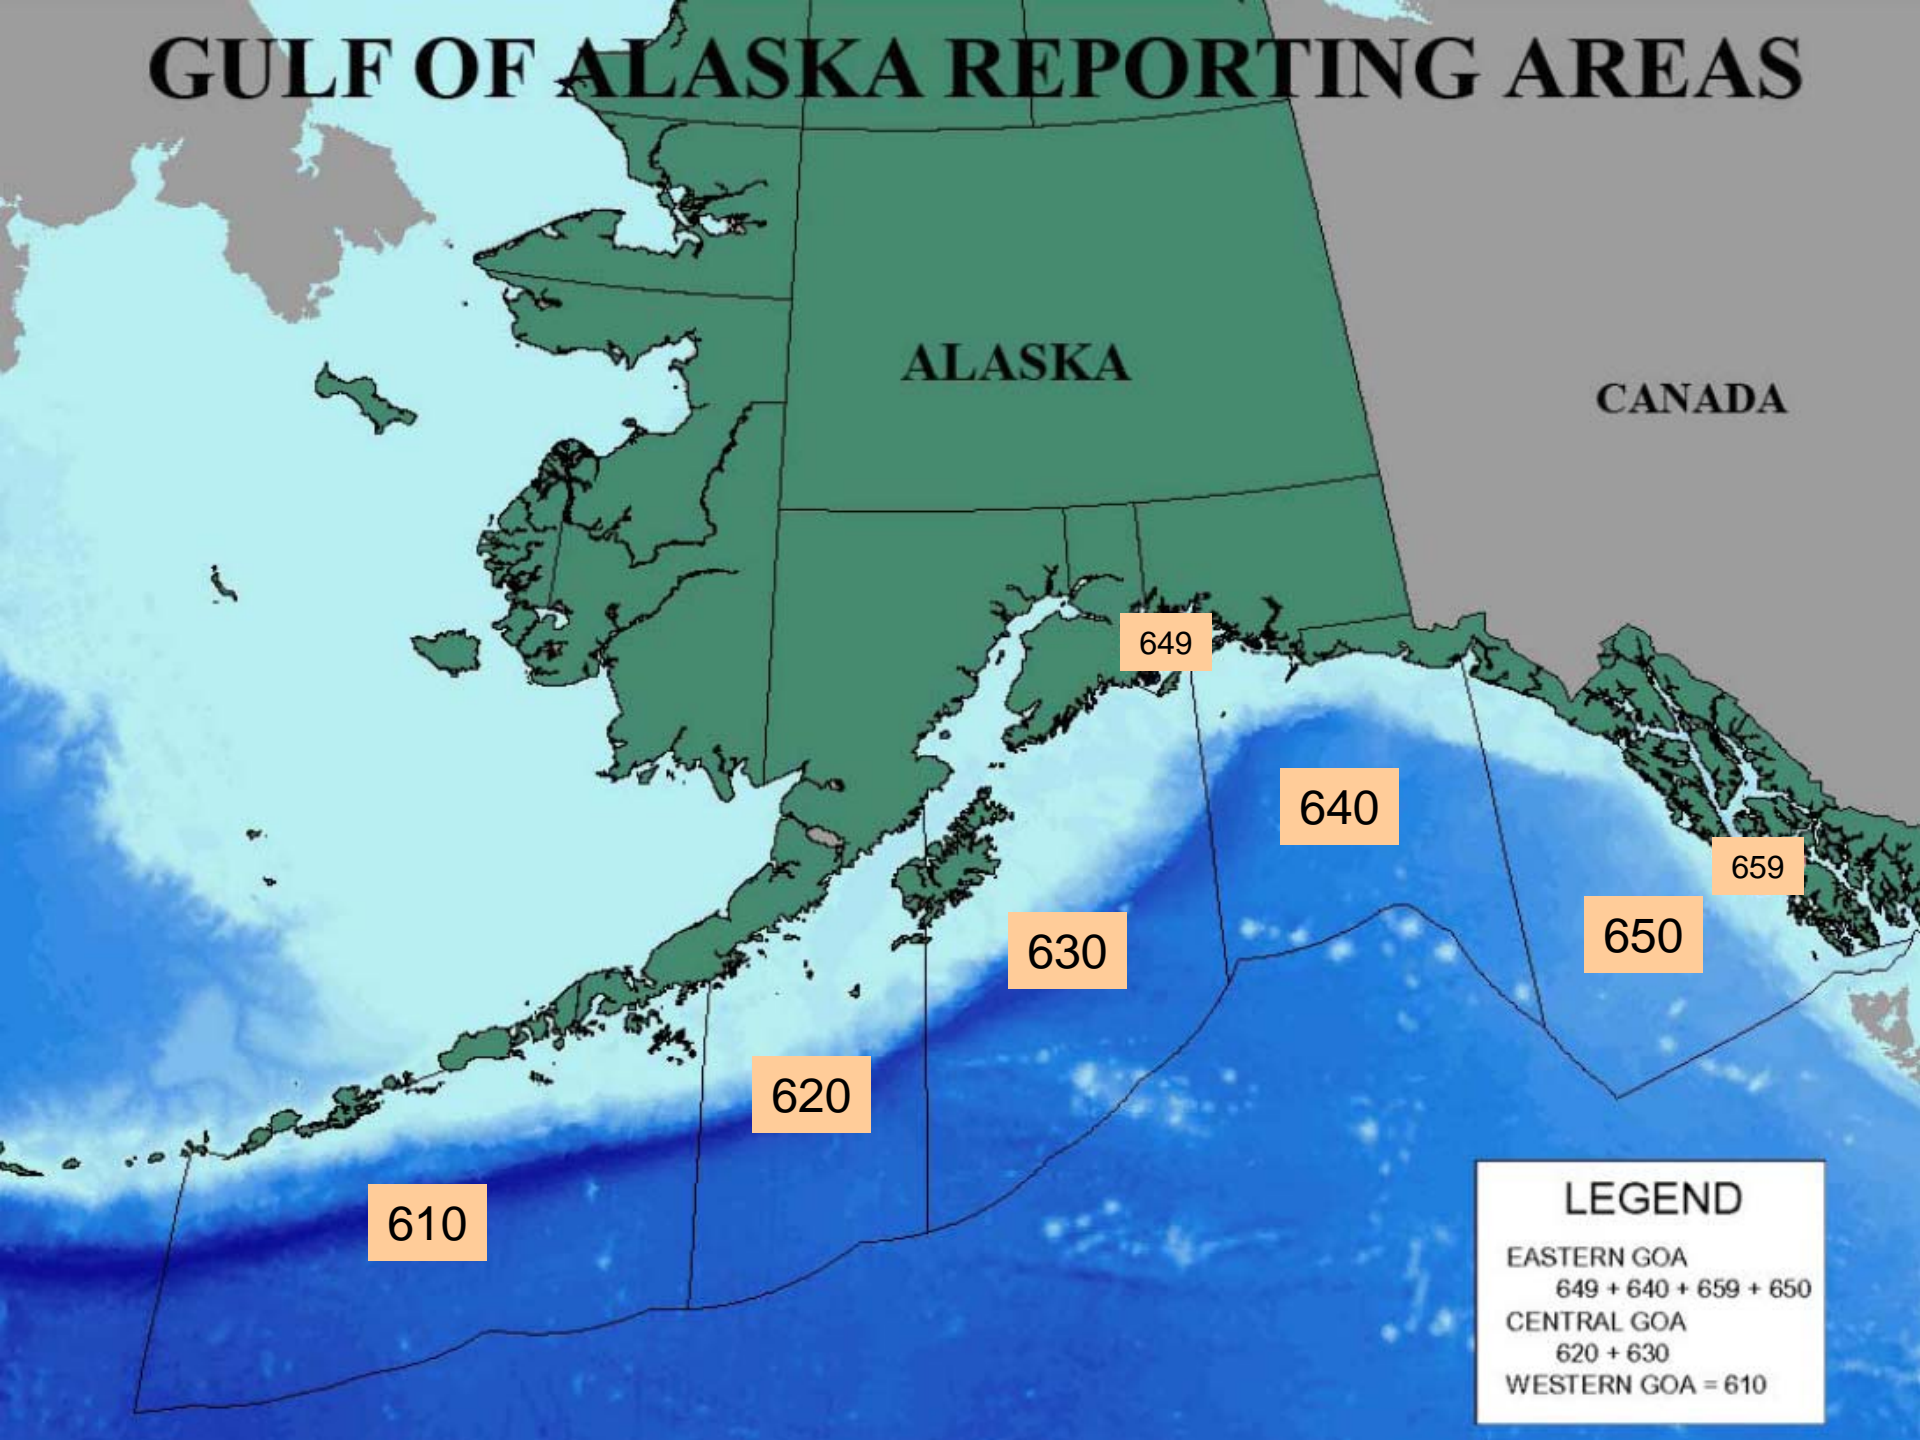 GULF OF ALASKA REPORTING AREAS
ALASKA
CANADA
649
640
659
650
630
620
610
LEGEND
EASTERN GOA
649 + 640 + 659 + 650
CENTRAL GOA
620 + 630
WESTERN GOA = 610